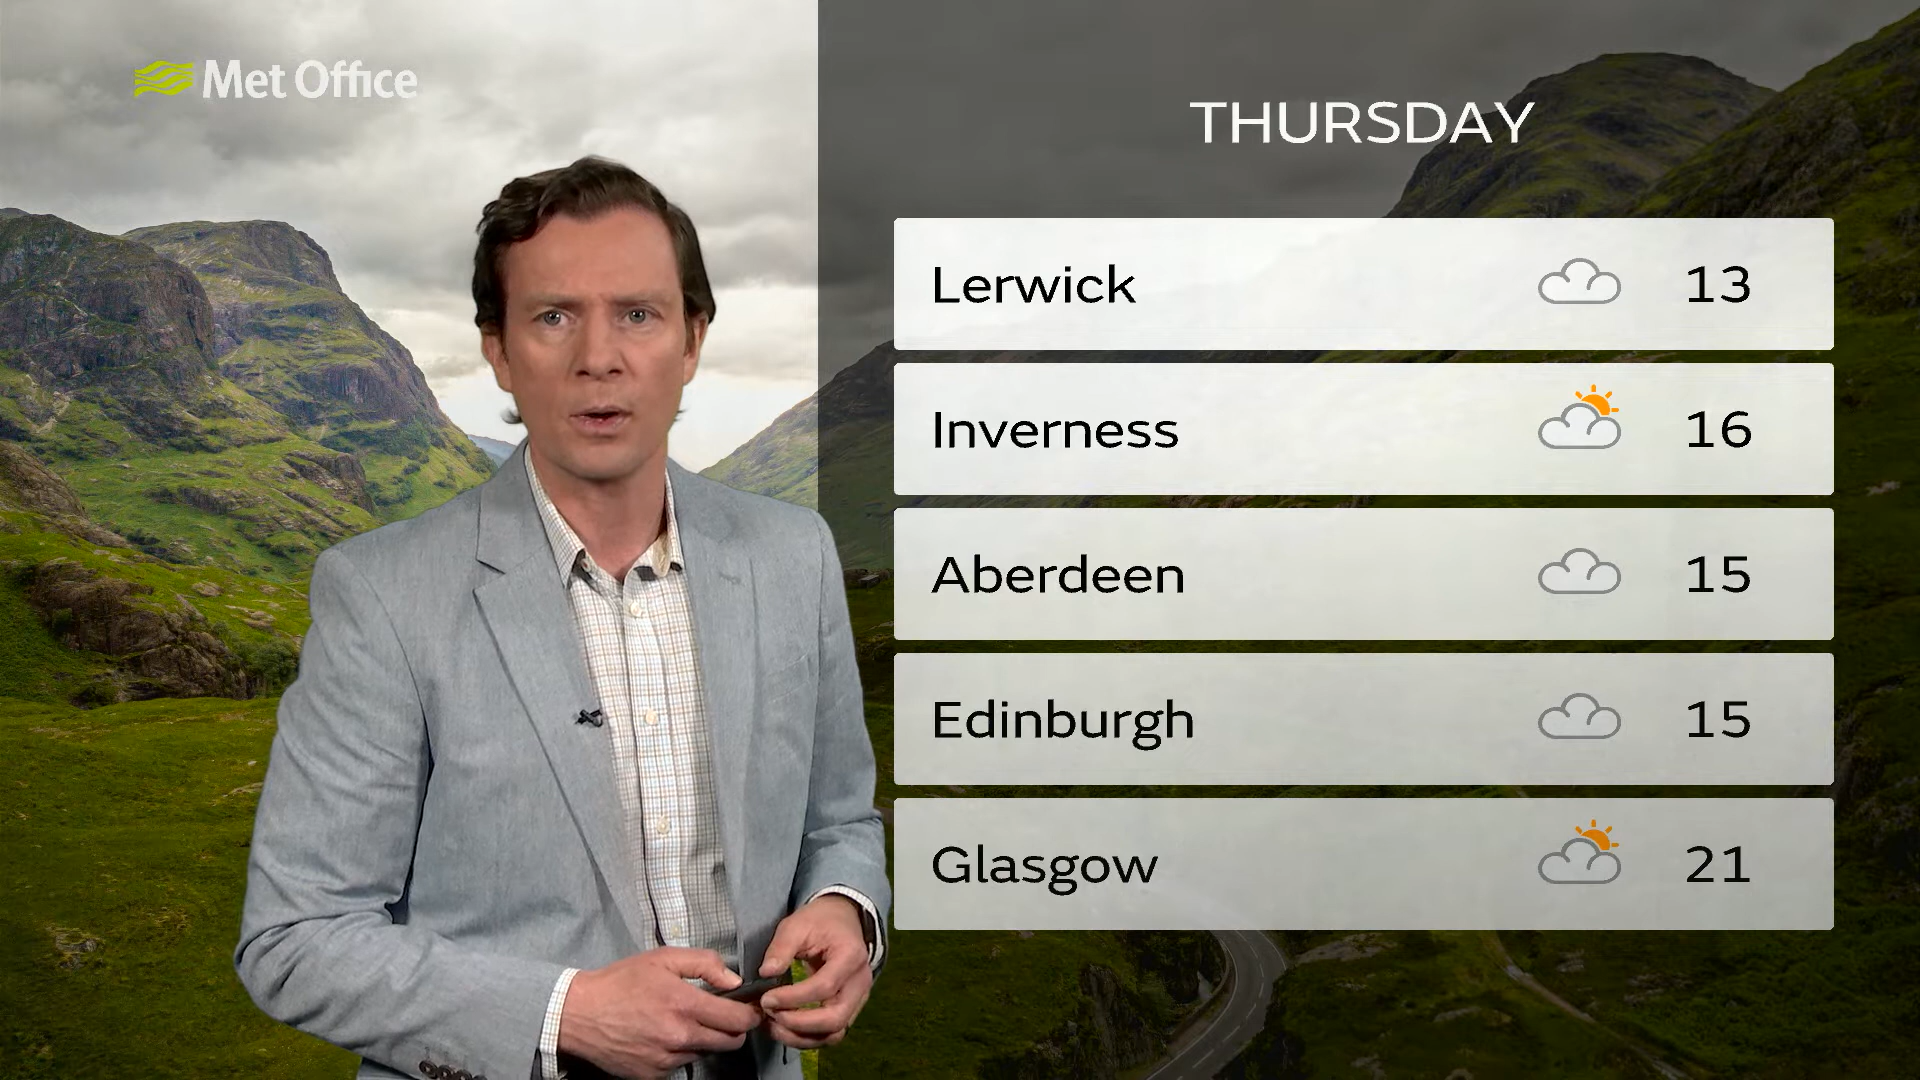 Met Office
THURSDAY
Lerwick 13
Inverness 16
Aberdeen 15
Edinburgh 15
Glasgow 21